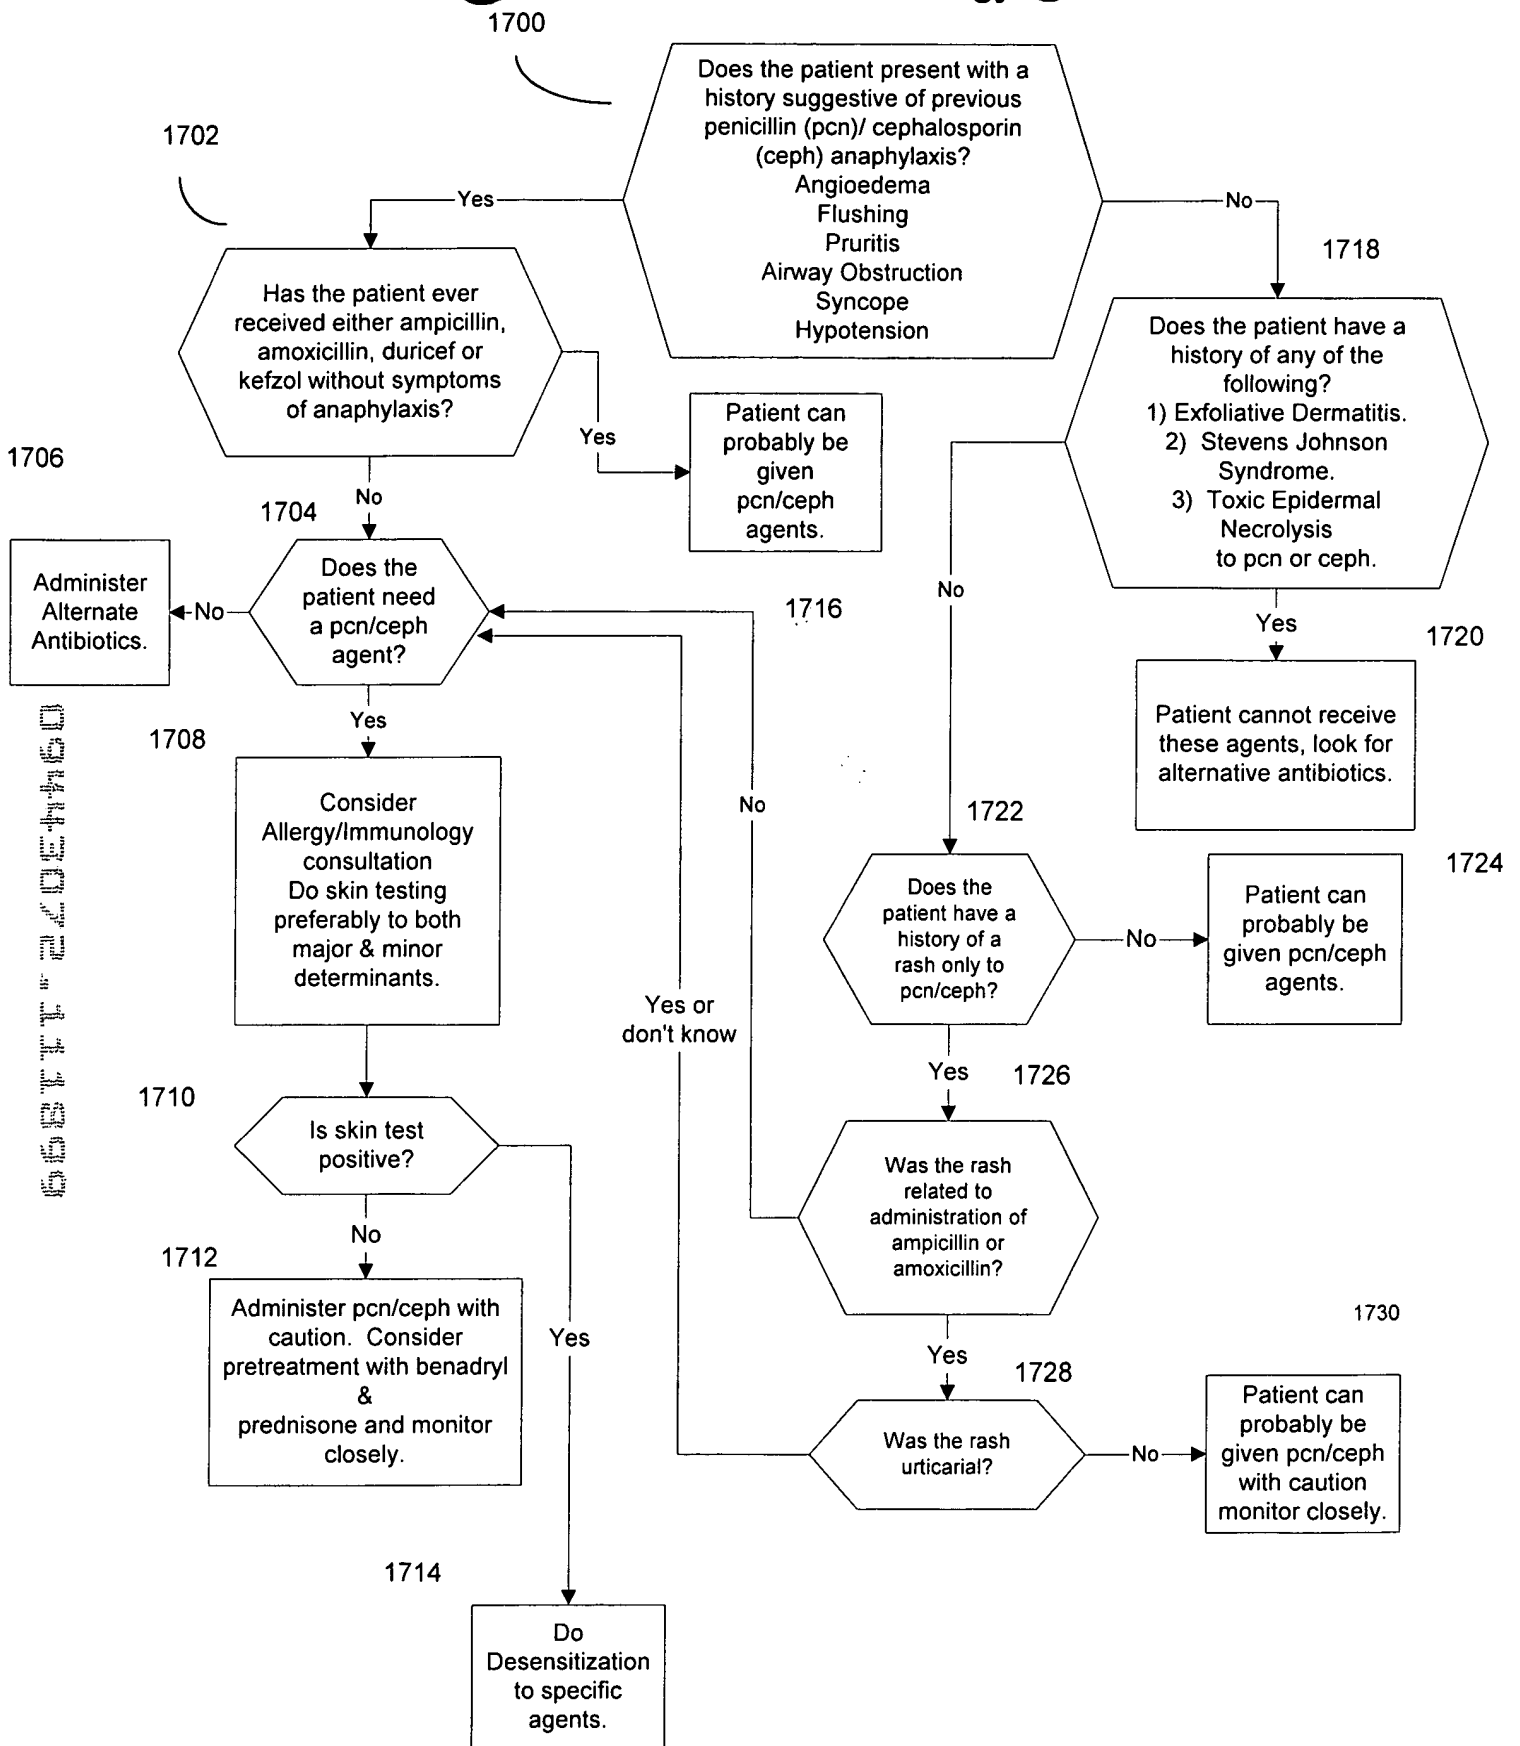 1700
Does the patient present with a
history suggestive of previous
penicillin (pcn)/ cephalosporin
(ceph) anaphylaxis?
Angioedema
Flushing
Pruritis
Airway Obstruction
Syncope
Hypotension
Yes
No
1702
Has the patient ever
received either ampicillin,
amoxicillin, duricef or
kefzol without symptoms
of anaphylaxis?
Yes
No
Patient can
probably be
given
pcn/ceph
agents.
1718
Does the patient have a
history of any of the
following?
1) Exfoliative Dermatitis.
2) Stevens Johnson
Syndrome.
3) Toxic Epidermal
Necrolysis
to pcn or ceph.
No
Yes
1706
Administer
Alternate
Antibiotics.
No
1704
Does the
patient need
a pcn/ceph
agent?
Yes
1716
1720
Patient cannot receive
these agents, look for
alternative antibiotics.
1708
Consider
Allergy/Immunology
consultation
Do skin testing
preferably to both
major & minor
determinants.
No
Yes or
don't know
1722
Does the
patient have a
history of a
rash only to
pcn/ceph?
No
Yes
1724
Patient can
probably be
given pcn/ceph
agents.
1710
Is skin test
positive?
No
Yes
1726
Was the rash
related to
administration of
ampicillin or
amoxicillin?
Yes
1712
Administer pcn/ceph with
caution. Consider
pretreatment with benadryl
&
prednisone and monitor
closely.
1728
Was the rash
urticarial?
No
1730
Patient can
probably be
given pcn/ceph
with caution
monitor closely.
1714
Do
Desensitization
to specific
agents.
09443072.111899